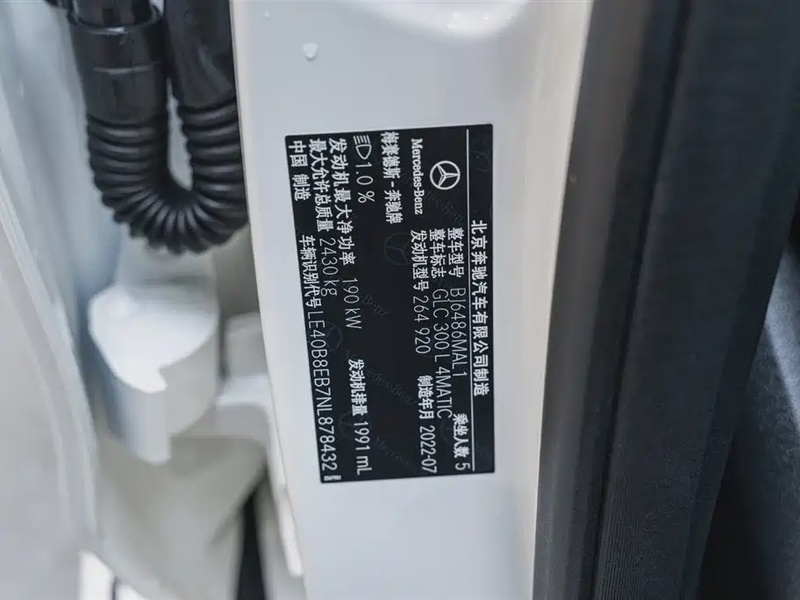 北京奔驰汽车有限公司制造
Mercedes-Benz
整车型号 BJ6486MAL1 乘坐人数 5
整车标志 GLC 300 L 4MATIC
发动机型号 264 920 制造年月 2022-07
梅赛德斯-奔驰牌
1.0 %
发动机最大净功率 190 kW 发动机排量 1991 mL
最大允许总质量 2430 kg
中国 制造 车辆识别代号 LE40B8EB7NL878432